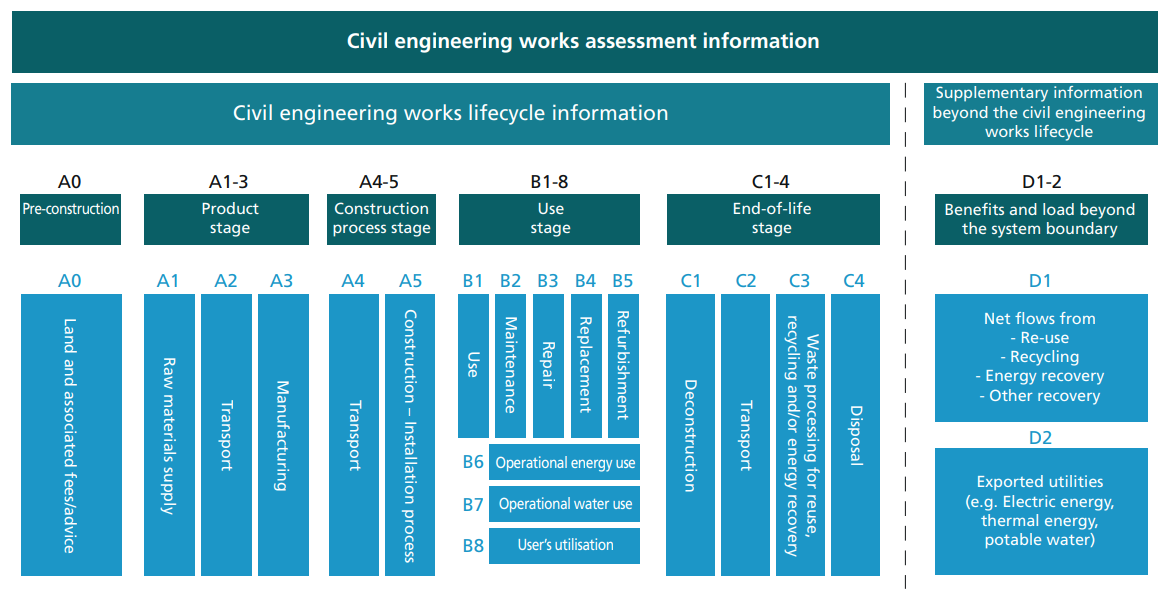 Civil engineering works assessment information
Civil engineering works lifecycle information
Supplementary information
beyond the civil engineering
works lifecycle
A0
Pre-construction
A1-3
Product
stage
A4-5
Construction
process stage
B1-8
Use
stage
C1-4
End-of-life
stage
D1-2
Benefits and load beyond
the system boundary
A0
Land and associated fees/advice
A1
Raw materials supply
A2
Transport
A3
Manufacturing
A4
Transport
A5
Construction – Installation process
B1
Use
B2
Maintenance
B3
Repair
B4
Replacement
B5
Refurbishment
B6
Operational energy use
B7
Operational water use
B8
User's utilisation
C1
Deconstruction
C2
Transport
C3
Waste processing for reuse,
recycling and/or energy recovery
C4
Disposal
D1
Net flows from
- Re-use
- Recycling
- Energy recovery
- Other recovery
D2
Exported utilities
(e.g. Electric energy,
thermal energy,
potable water)